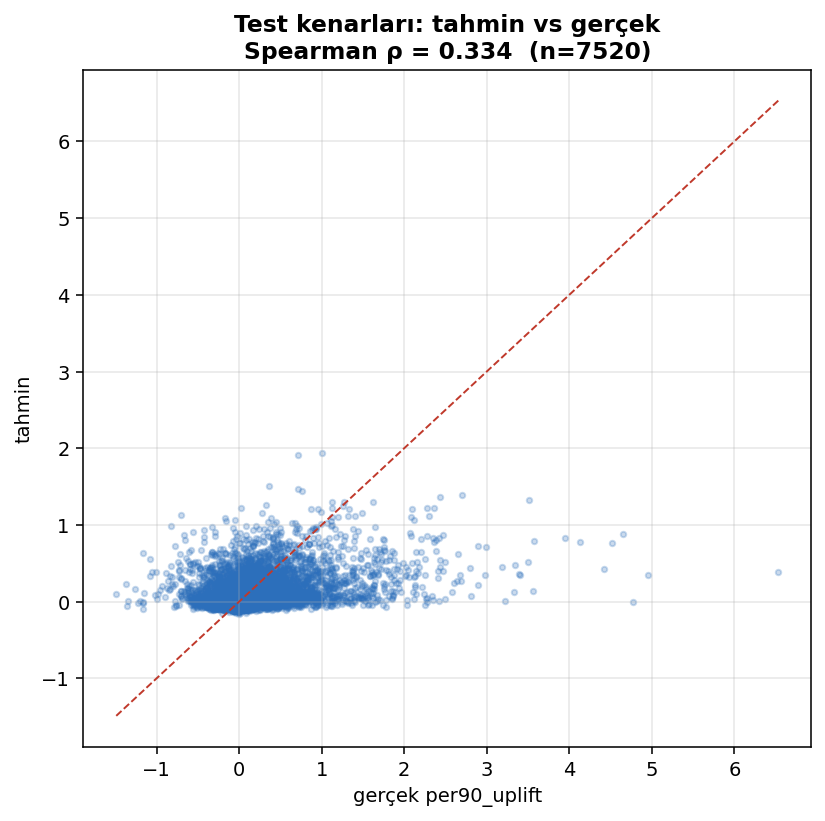 Test kenarları: tahmin vs gerçek
Spearman ρ = 0.334 (n=7520)
6
5
4
3
2
1
0
−1
tahmin
−1 0 1 2 3 4 5 6
gerçek per90_uplift